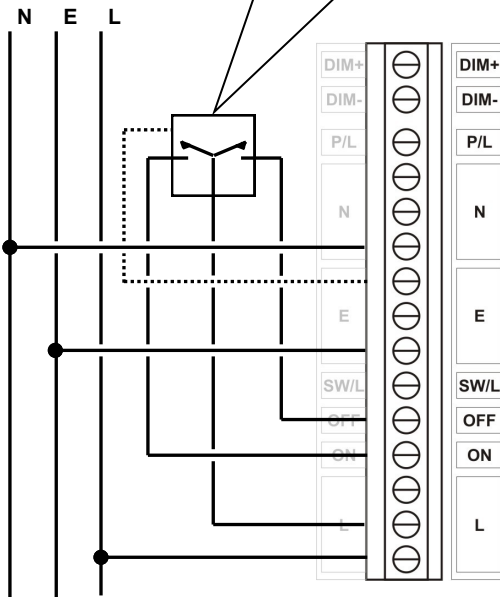 N E L
DIM+ DIM+
DIM- DIM-
P/L P/L
N N
E E
SW/L SW/L
OFF OFF
ON ON
L L